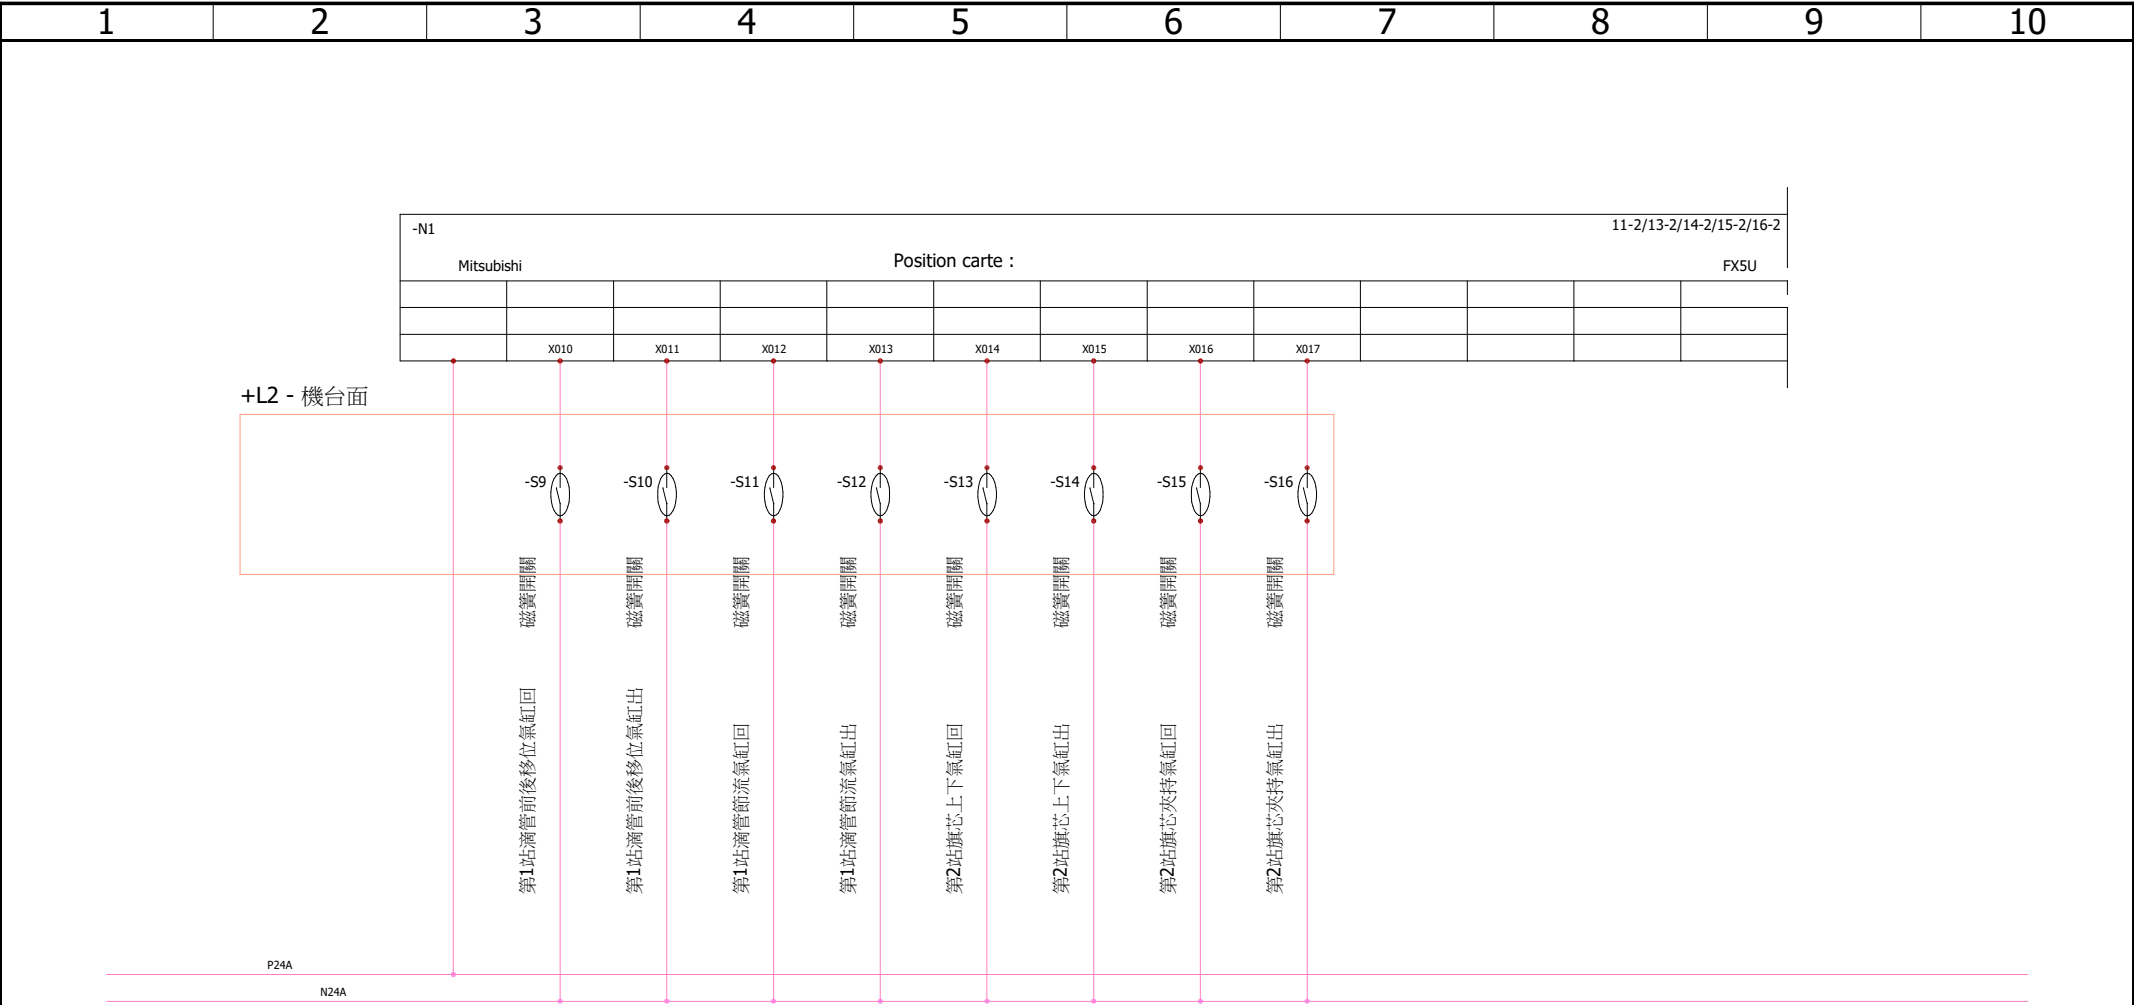 1 2 3 4 5 6 7 8 9 10
-N1 11-2/13-2/14-2/15-2/16-2
Mitsubishi Position carte : FX5U
X010 X011 X012 X013 X014 X015 X016 X017
+L2 - 機台面
-S9 -S10 -S11 -S12 -S13 -S14 -S15 -S16
磁簧開關
磁簧開關
磁簧開關
磁簧開關
磁簧開關
磁簧開關
磁簧開關
磁簧開關
第1站滴管前後移位氣缸回
第1站滴管前後移位氣缸出
第1站滴管節流氣缸回
第1站滴管節流氣缸出
第2站旗芯上下氣缸回
第2站旗芯上下氣缸出
第2站旗芯夾持氣缸回
第2站旗芯夾持氣缸出
P24A
N24A